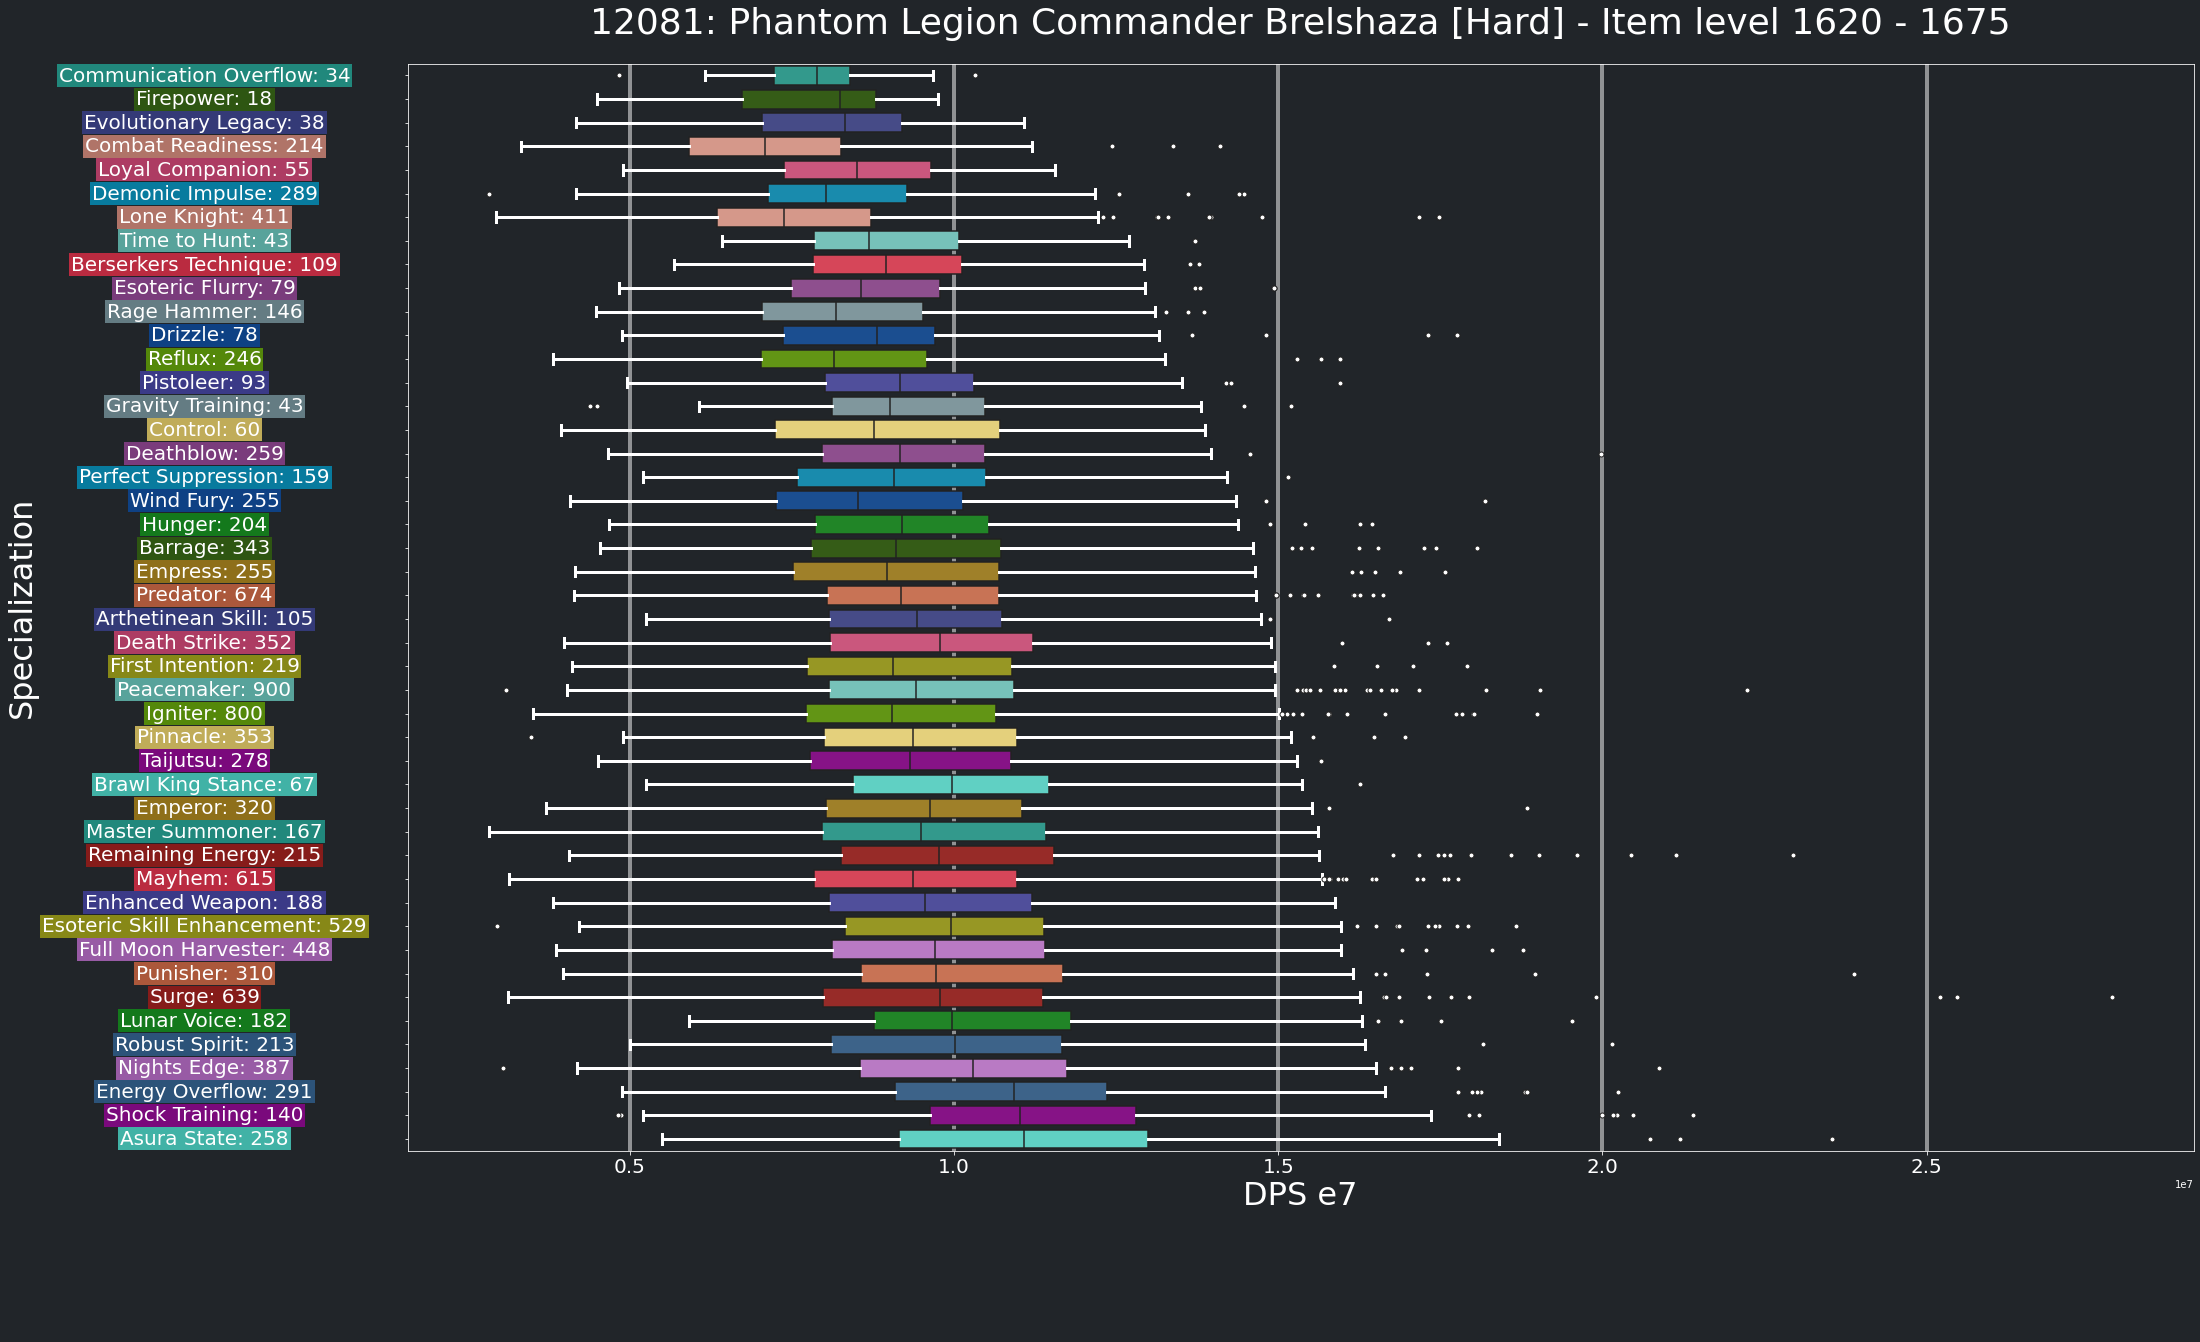 12081: Phantom Legion Commander Brelshaza [Hard] - Item level 1620 - 1675
Specialization
Communication Overflow: 34
Firepower: 18
Evolutionary Legacy: 38
Combat Readiness: 214
Loyal Companion: 55
Demonic Impulse: 289
Lone Knight: 411
Time to Hunt: 43
Berserkers Technique: 109
Esoteric Flurry: 79
Rage Hammer: 146
Drizzle: 78
Reflux: 246
Pistoleer: 93
Gravity Training: 43
Control: 60
Deathblow: 259
Perfect Suppression: 159
Wind Fury: 255
Hunger: 204
Barrage: 343
Empress: 255
Predator: 674
Arthetinean Skill: 105
Death Strike: 352
First Intention: 219
Peacemaker: 900
Igniter: 800
Pinnacle: 353
Taijutsu: 278
Brawl King Stance: 67
Emperor: 320
Master Summoner: 167
Remaining Energy: 215
Mayhem: 615
Enhanced Weapon: 188
Esoteric Skill Enhancement: 529
Full Moon Harvester: 448
Punisher: 310
Surge: 639
Lunar Voice: 182
Robust Spirit: 213
Nights Edge: 387
Energy Overflow: 291
Shock Training: 140
Asura State: 258
0.5 1.0 1.5 2.0 2.5
1e7
DPS e7